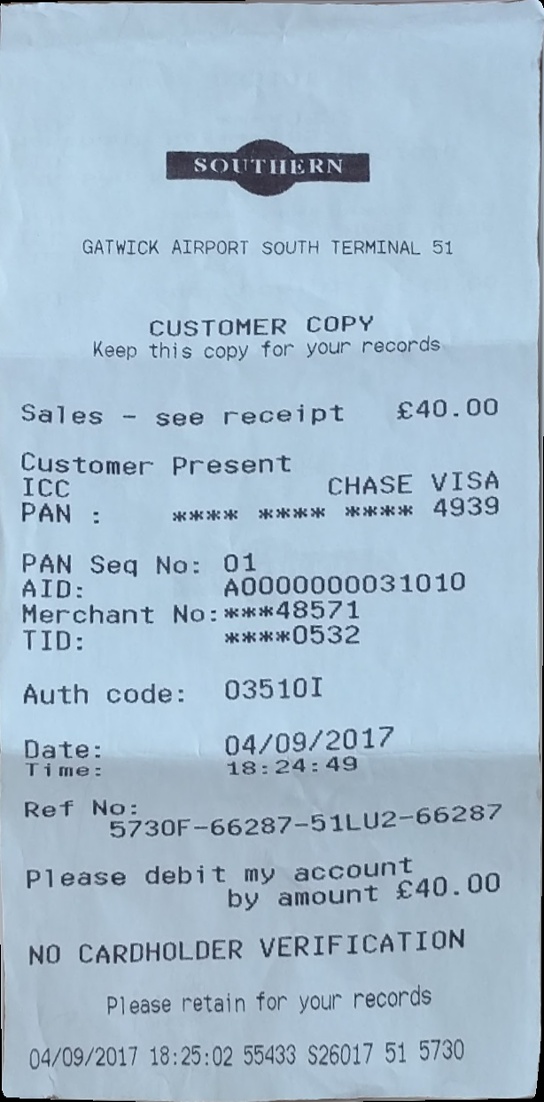 SOUTHERN
GATWICK AIRPORT SOUTH TERMINAL 51
CUSTOMER COPY
Keep this copy for your records
Sales - see receipt £40.00
Customer Present
ICC CHASE VISA
PAN : **** **** **** 4939
PAN Seq No: 01
AID: A0000000031010
Merchant No:***48571
TID: ****0532
Auth code: 03510I
Date: 04/09/2017
Time: 18:24:49
Ref No:
5730F-66287-51LU2-66287
Please debit my account
by amount £40.00
NO CARDHOLDER VERIFICATION
Please retain for your records
04/09/2017 18:25:02 55433 S26017 51 5730